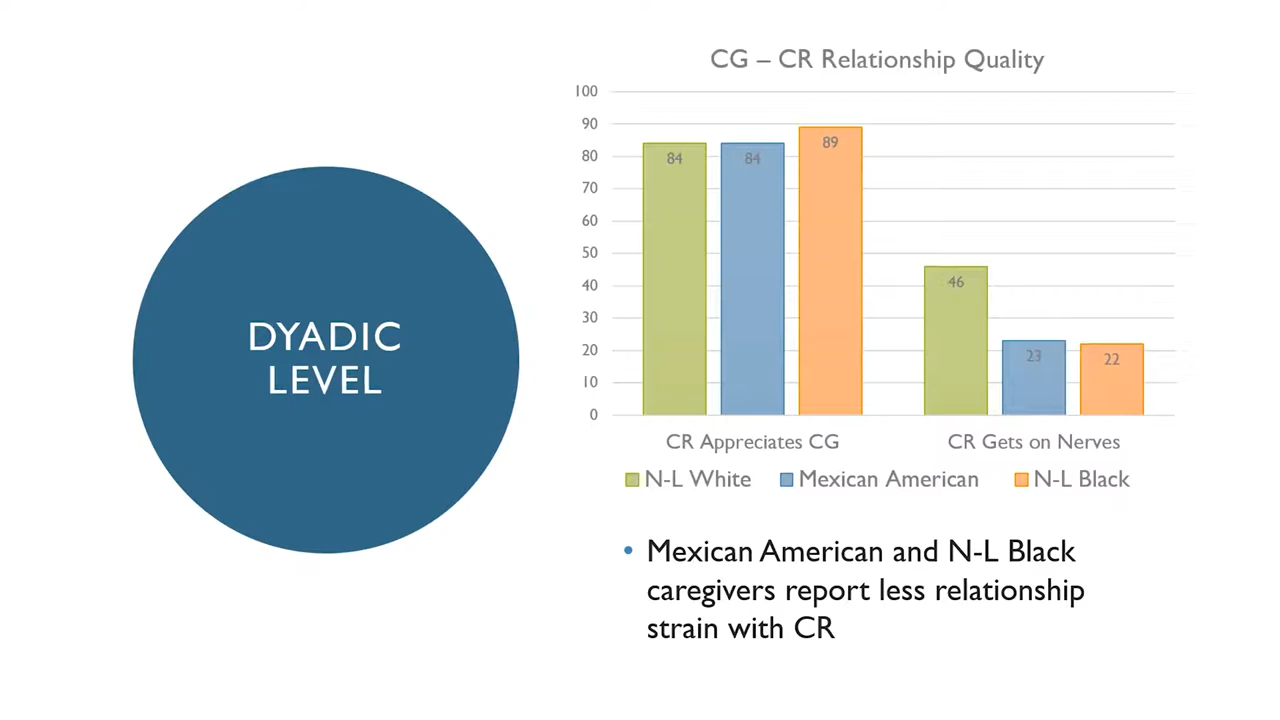 DYADIC
LEVEL
CG – CR Relationship Quality
100
90
80
70
60
50
40
30
20
10
0
84
84
89
46
23
22
CR Appreciates CG
CR Gets on Nerves
N-L White
Mexican American
N-L Black
• Mexican American and N-L Black
caregivers report less relationship
strain with CR